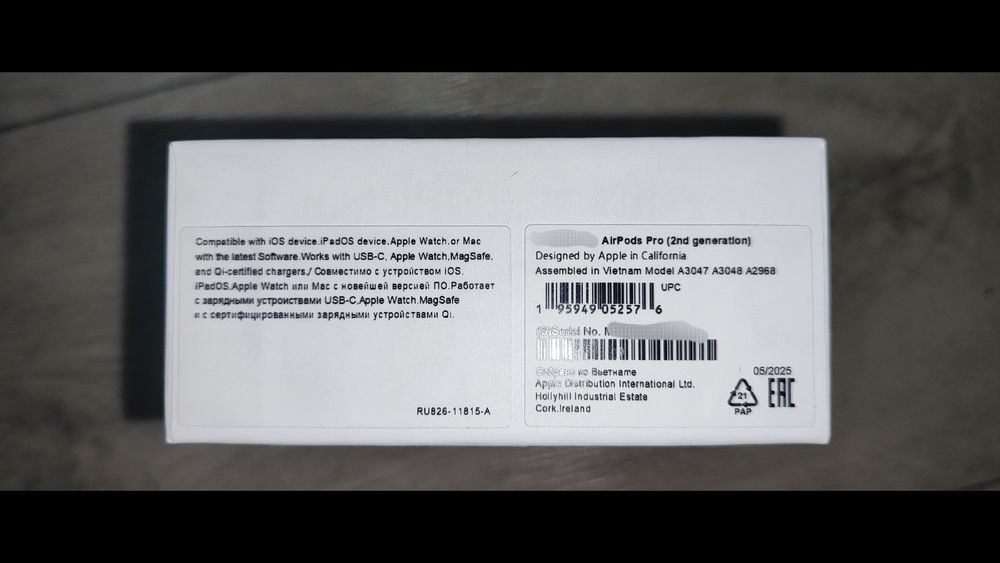 Compatible with iOS device.iPadOS device.Apple Watch.or Mac
with the latest Software.Works with USB-C, Apple Watch,MagSafe,
and Qi-certified chargers./ Совместимо с устройством iOS.
iPadOS.Apple Watch или Mac с новейшей версией ПО.Работает
с зарядными устроиствами USB-C,Apple Watch.MagSafe
и с сертифицированными зарядными устройствами Qi.
RU826-11815-A
AirPods Pro (2nd generation)
Designed by Apple in California
Assembled in Vietnam Model A3047 A3048 A2968
UPC
1 95949 05257 6
(S)Serial No. M
Собрано во Вьетнаме
05/2025
Apple Distribution International Ltd.
Hollyhill Industrial Estate
Cork.Ireland
21
PAP
EAC